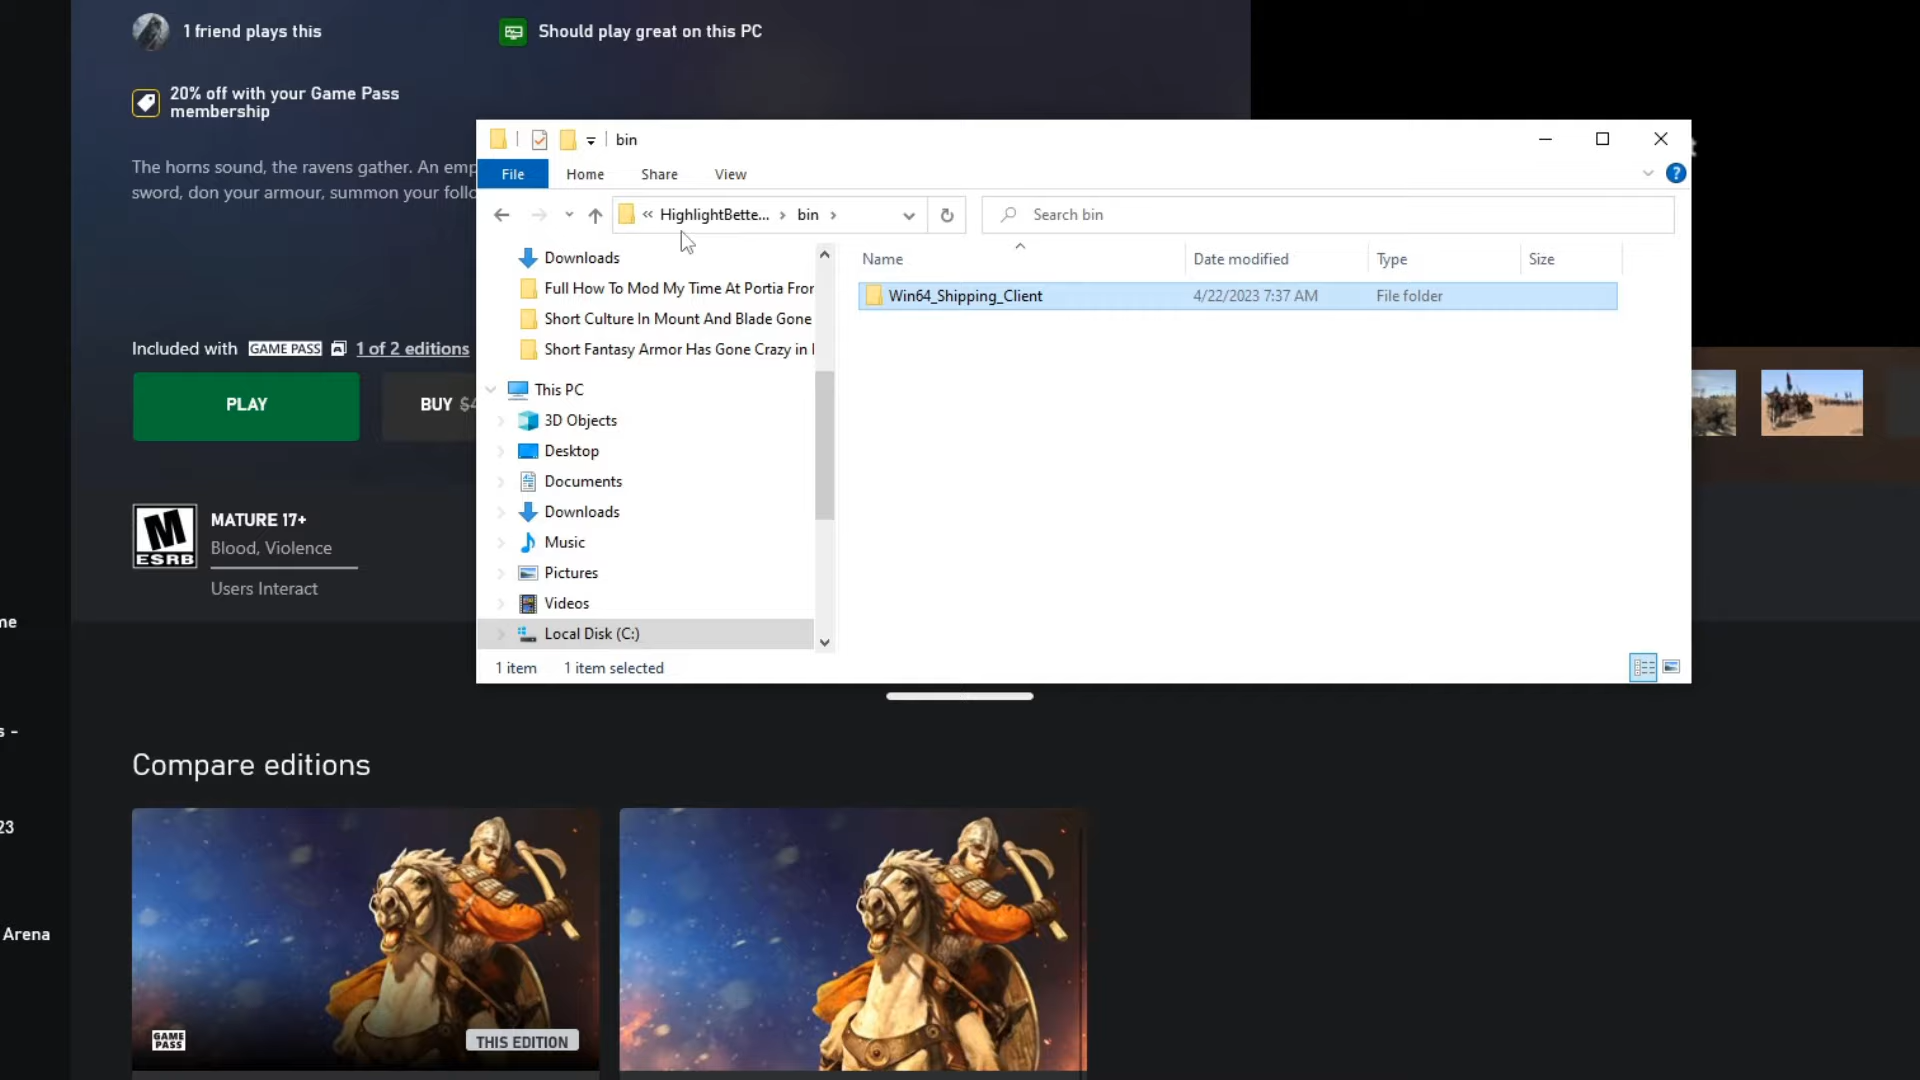 1 friend plays this
Should play great on this PC
20% off with your Game Pass
membership
The horns sound, the ravens gather. An emp
sword, don your armour, summon your follo
Included with GAME PASS 1 of 2 editions
PLAY
BUY $4
M
ESRB
MATURE 17+
Blood, Violence
Users Interact
me
s -
23
Arena
bin
File
Home
Share
View
?
« HighlightBette... › bin ›
Search bin
Downloads
Full How To Mod My Time At Portia Fror
Short Culture In Mount And Blade Gone
Short Fantasy Armor Has Gone Crazy in I
This PC
3D Objects
Desktop
Documents
Downloads
Music
Pictures
Videos
Local Disk (C:)
Name
Date modified
Type
Size
Win64_Shipping_Client
4/22/2023 7:37 AM
File folder
1 item
1 item selected
Compare editions
GAME
PASS
THIS EDITION